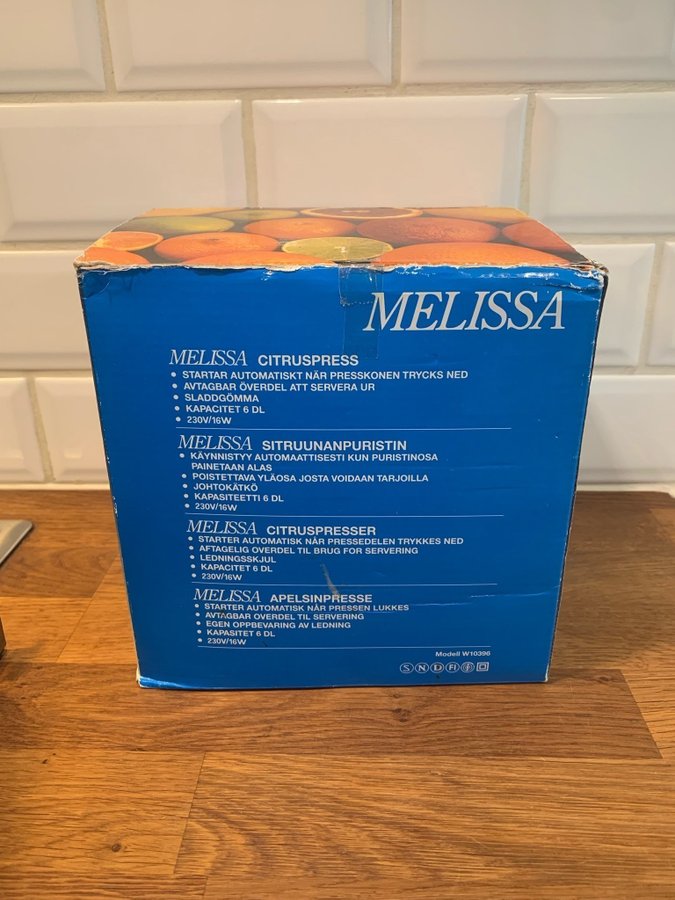 MELISSA
MELISSA CITRUSPRESS
• STARTAR AUTOMATISKT NÄR PRESSKONEN TRYCKS NED
• AVTAGBAR ÖVERDEL ATT SERVERA UR
• SLADDGÖMMA
• KAPACITET 6 DL
• 230V/16W
MELISSA SITRUUNANPURISTIN
• KÄYNNISTYY AUTOMAATTISESTI KUN PURISTINOSA
PAINETAAN ALAS
• POISTETTAVA YLÄOSA JOSTA VOIDAAN TARJOILLA
• JOHTOKÄTKÖ
• KAPASITEETTI 6 DL
• 230V/16W
MELISSA CITRUSPRESSER
• STARTER AUTOMATISK NÅR PRESSEDELEN TRYKKES NED
• AFTAGELIG OVERDEL TIL BRUG FOR SERVERING
• LEDNINGSSKJUL
• KAPACITET 6 DL
• 230V/16W
MELISSA APELSINPRESSE
• STARTER AUTOMATISK NÅR PRESSEN LUKKES
• AVTAGBAR OVERDEL TIL SERVERING
• EGEN OPPBEVARING AV LEDNING
• KAPASITET 6 DL
• 230V/16W
Modell W10396
S N D FI